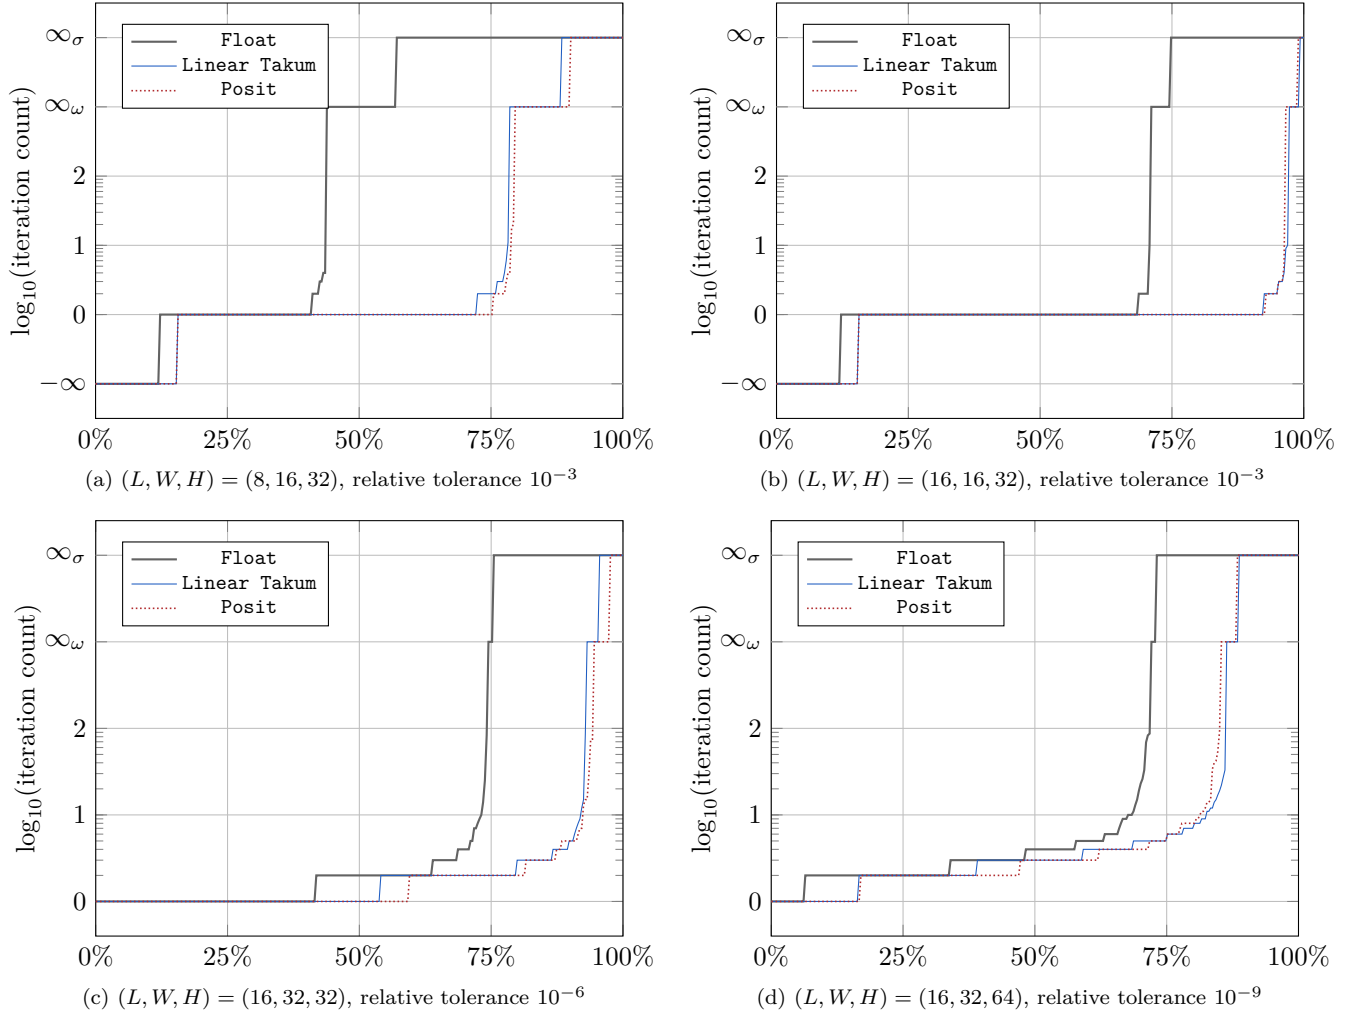 log₁₀(iteration count)
∞σ
∞ω
2
1
0
−∞
Float
Linear Takum
Posit
0% 25% 50% 75% 100%
(a) (L, W, H) = (8, 16, 32), relative tolerance 10⁻³
log₁₀(iteration count)
∞σ
∞ω
2
1
0
−∞
Float
Linear Takum
Posit
0% 25% 50% 75% 100%
(b) (L, W, H) = (16, 16, 32), relative tolerance 10⁻³
log₁₀(iteration count)
∞σ
∞ω
2
1
0
Float
Linear Takum
Posit
0% 25% 50% 75% 100%
(c) (L, W, H) = (16, 32, 32), relative tolerance 10⁻⁶
log₁₀(iteration count)
∞σ
∞ω
2
1
0
Float
Linear Takum
Posit
0% 25% 50% 75% 100%
(d) (L, W, H) = (16, 32, 64), relative tolerance 10⁻⁹